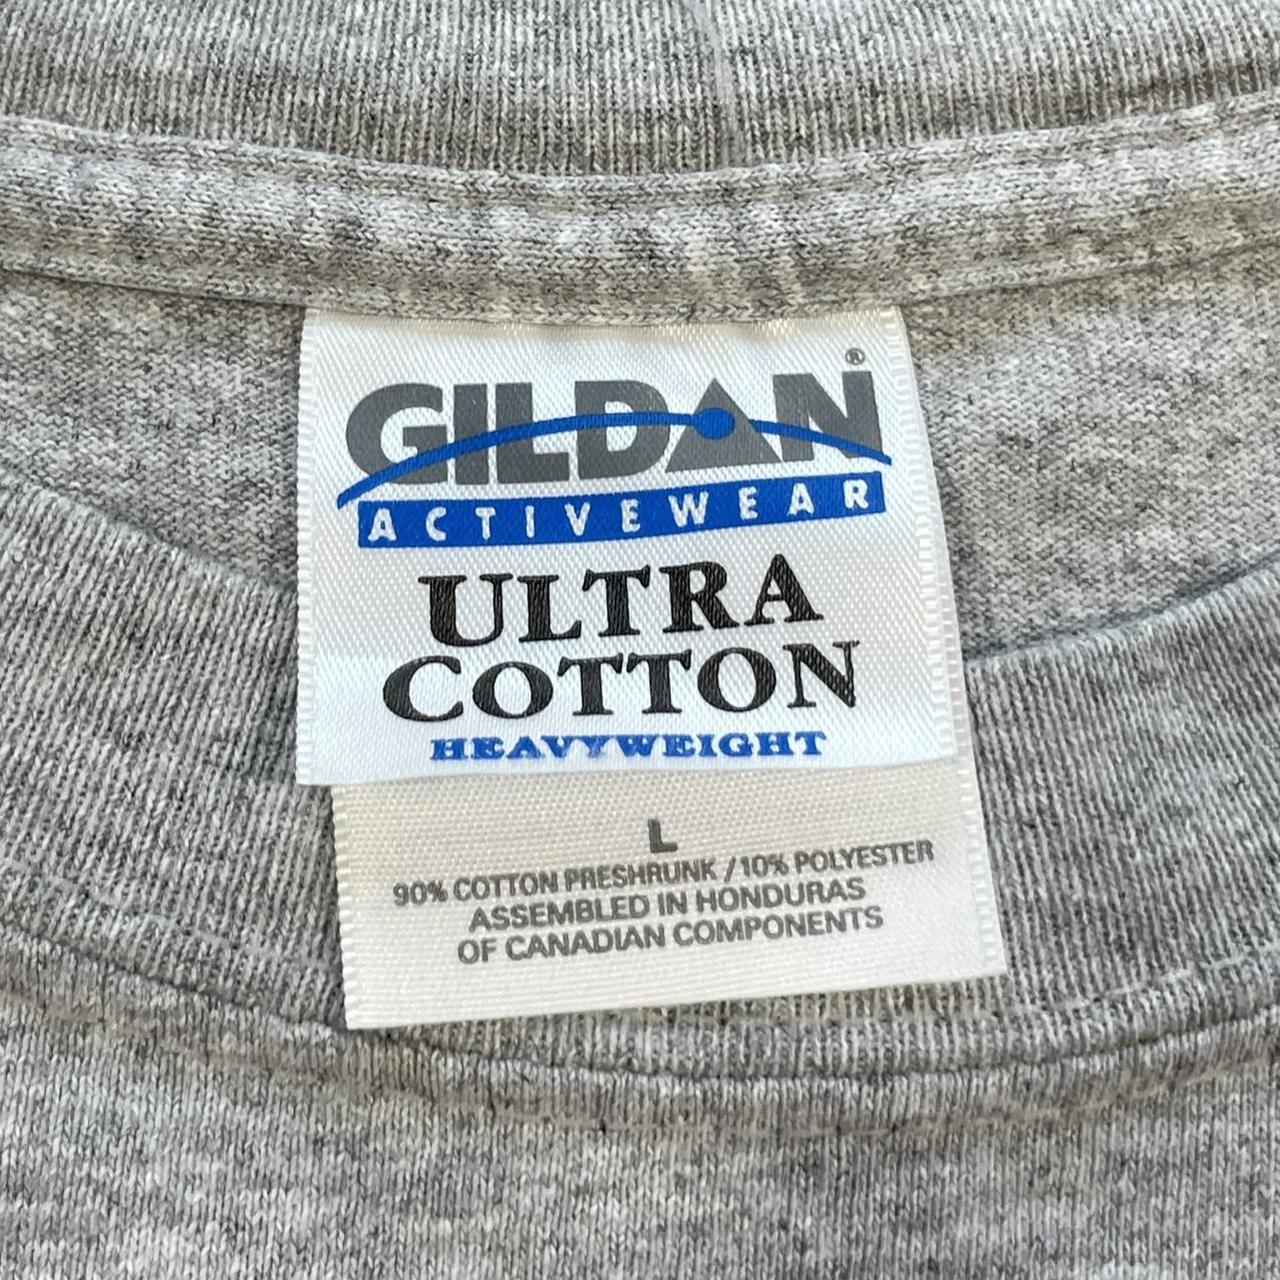 GILDAN®
ACTIVEWEAR
ULTRA
COTTON
HEAVYWEIGHT
L
90% COTTON PRESHRUNK / 10% POLYESTER
ASSEMBLED IN HONDURAS
OF CANADIAN COMPONENTS